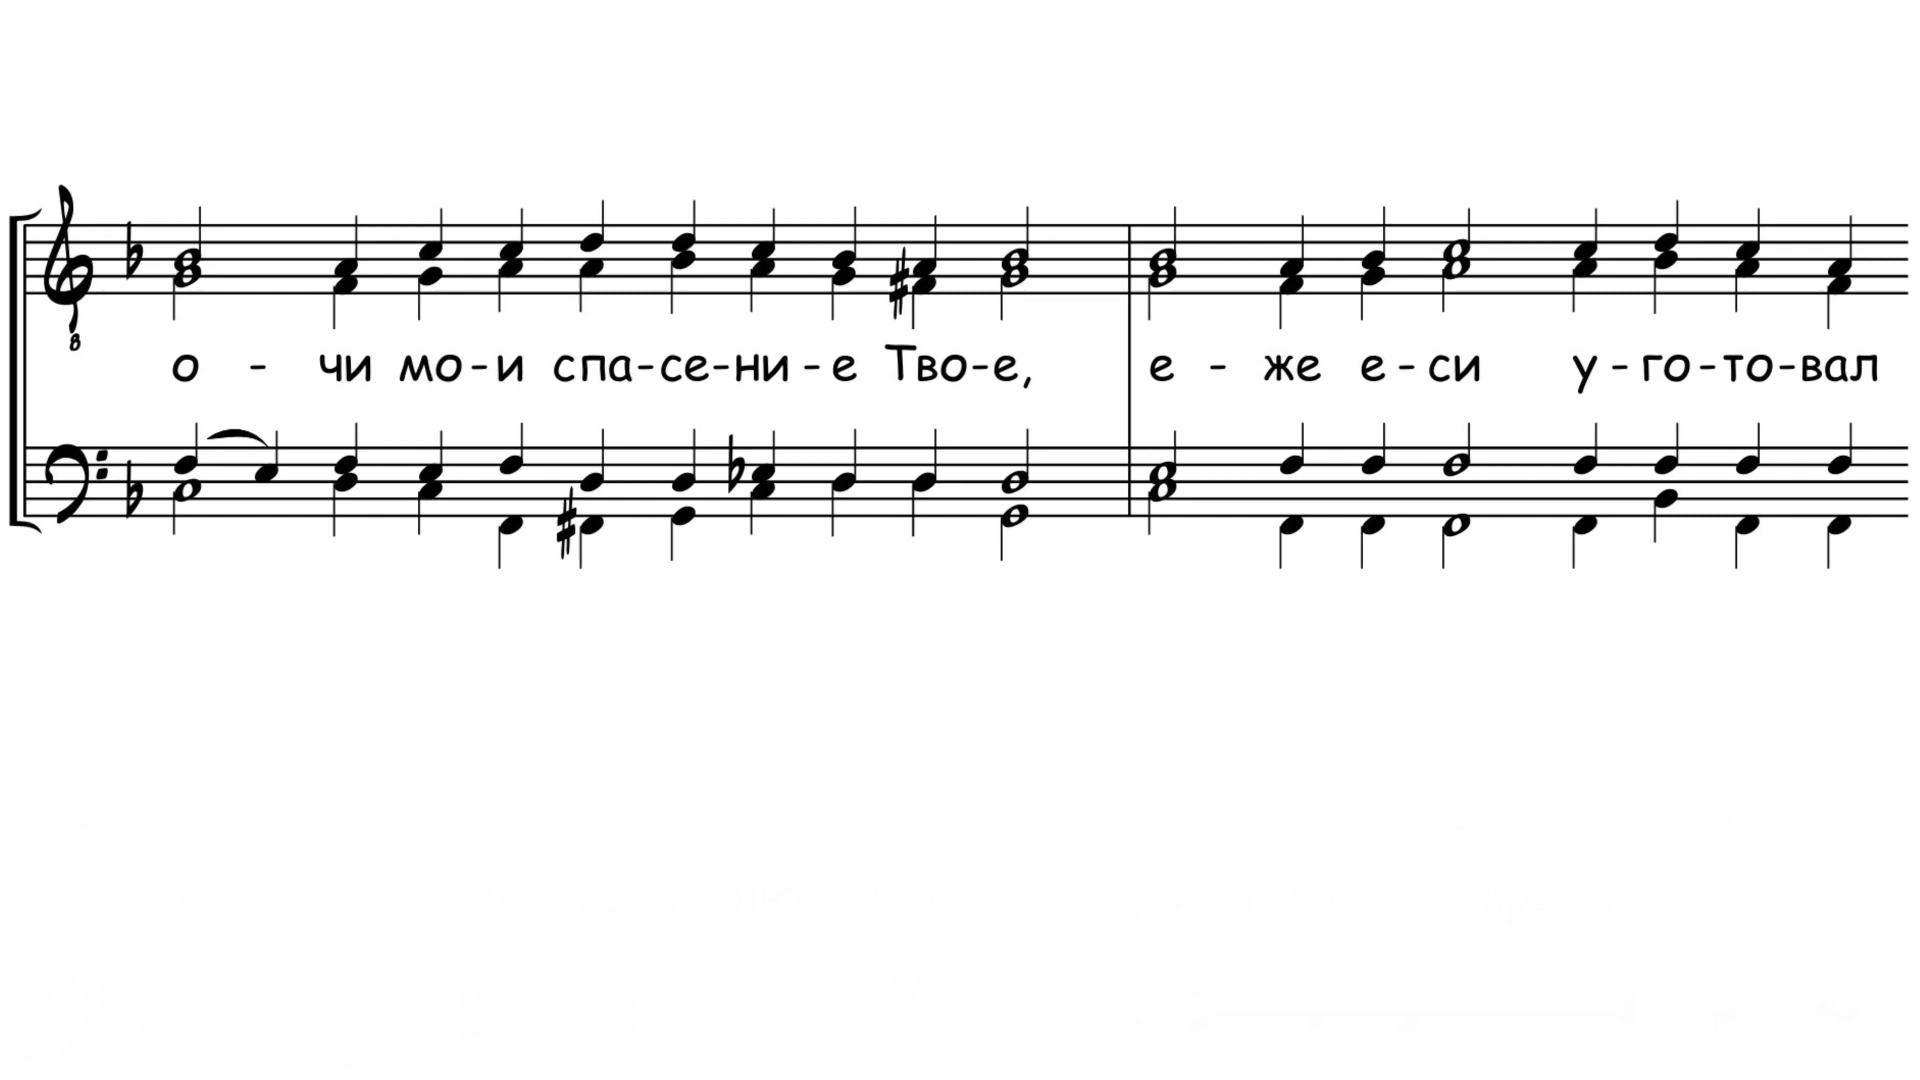 о - чи мо-и спа-се-ни-е Тво-е, е - же е-си у-го-то-вал